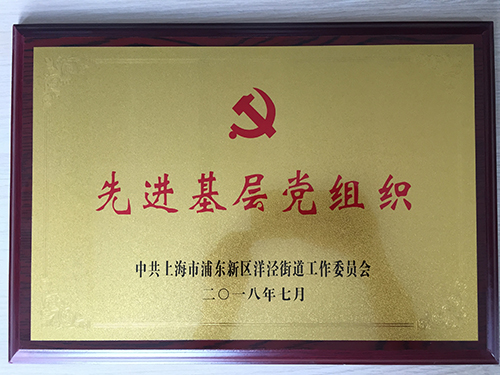 先进基层党组织
中共上海市浦东新区洋泾街道工作委员会
二〇一八年七月